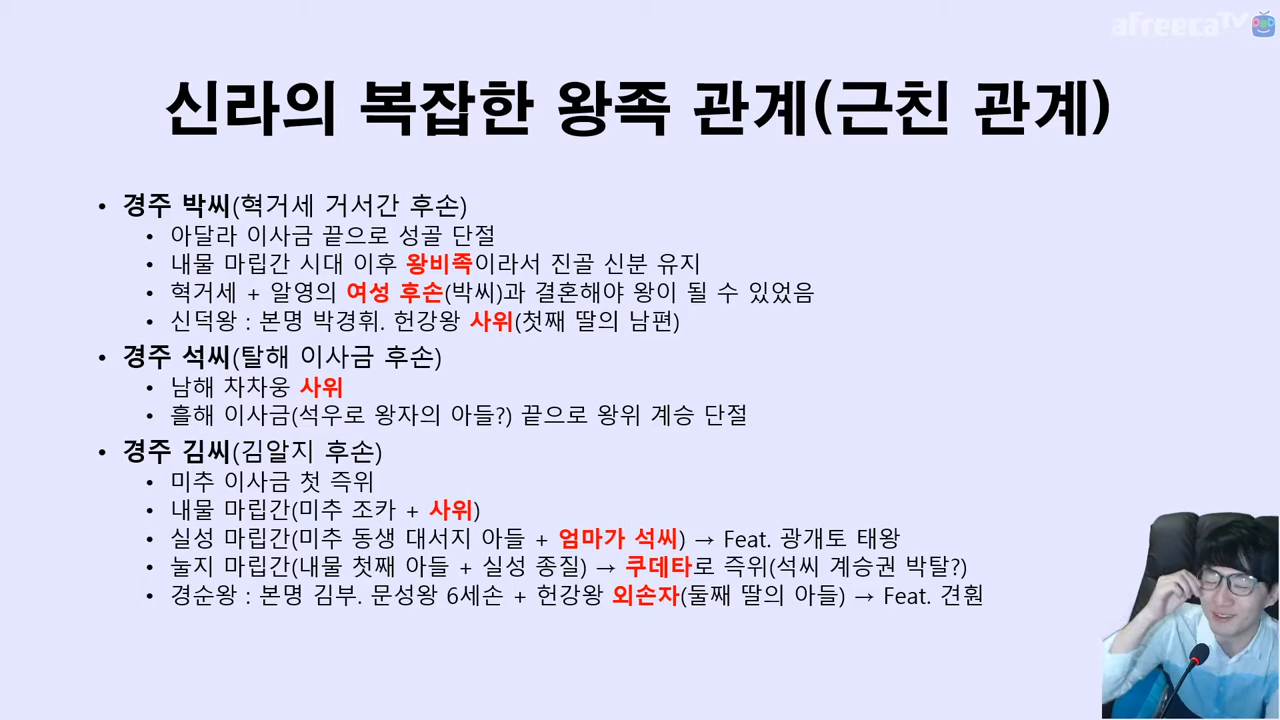 afreecaTV
신라의 복잡한 왕족 관계(근친 관계)
• 경주 박씨(혁거세 거서간 후손)
• 아달라 이사금 끝으로 성골 단절
• 내물 마립간 시대 이후 왕비족이라서 진골 신분 유지
• 혁거세 + 알영의 여성 후손(박씨)과 결혼해야 왕이 될 수 있었음
• 신덕왕 : 본명 박경휘. 헌강왕 사위(첫째 딸의 남편)
• 경주 석씨(탈해 이사금 후손)
• 남해 차차웅 사위
• 흘해 이사금(석우로 왕자의 아들?) 끝으로 왕위 계승 단절
• 경주 김씨(김알지 후손)
• 미추 이사금 첫 즉위
• 내물 마립간(미추 조카 + 사위)
• 실성 마립간(미추 동생 대서지 아들 + 엄마가 석씨) → Feat. 광개토 태왕
• 눌지 마립간(내물 첫째 아들 + 실성 종질) → 쿠데타로 즉위(석씨 계승권 박탈?)
• 경순왕 : 본명 김부. 문성왕 6세손 + 헌강왕 외손자(둘째 딸의 아들) → Feat. 견훤